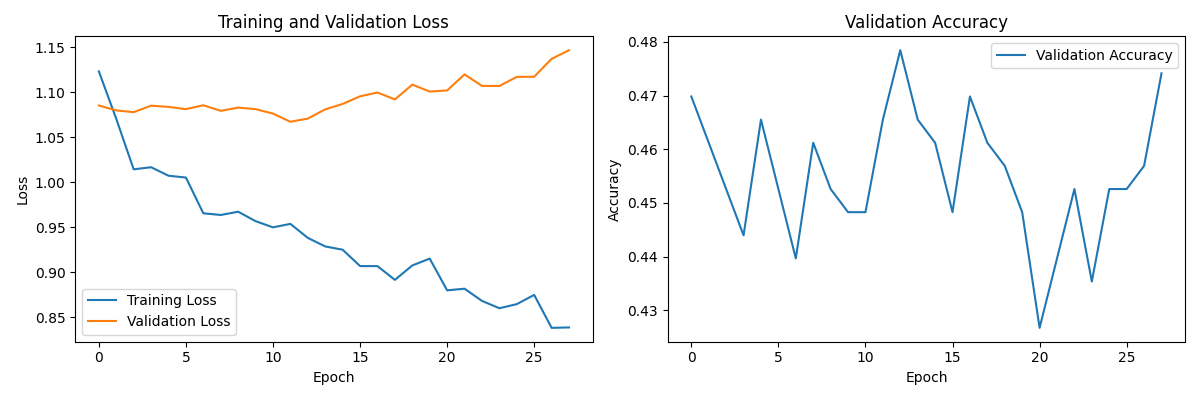 Training and Validation Loss
1.15
1.10
1.05
1.00
0.95
0.90
0.85
Loss
Training Loss
Validation Loss
0 5 10 15 20 25
Epoch
Validation Accuracy
0.48
0.47
0.46
0.45
0.44
0.43
Accuracy
Validation Accuracy
0 5 10 15 20 25
Epoch